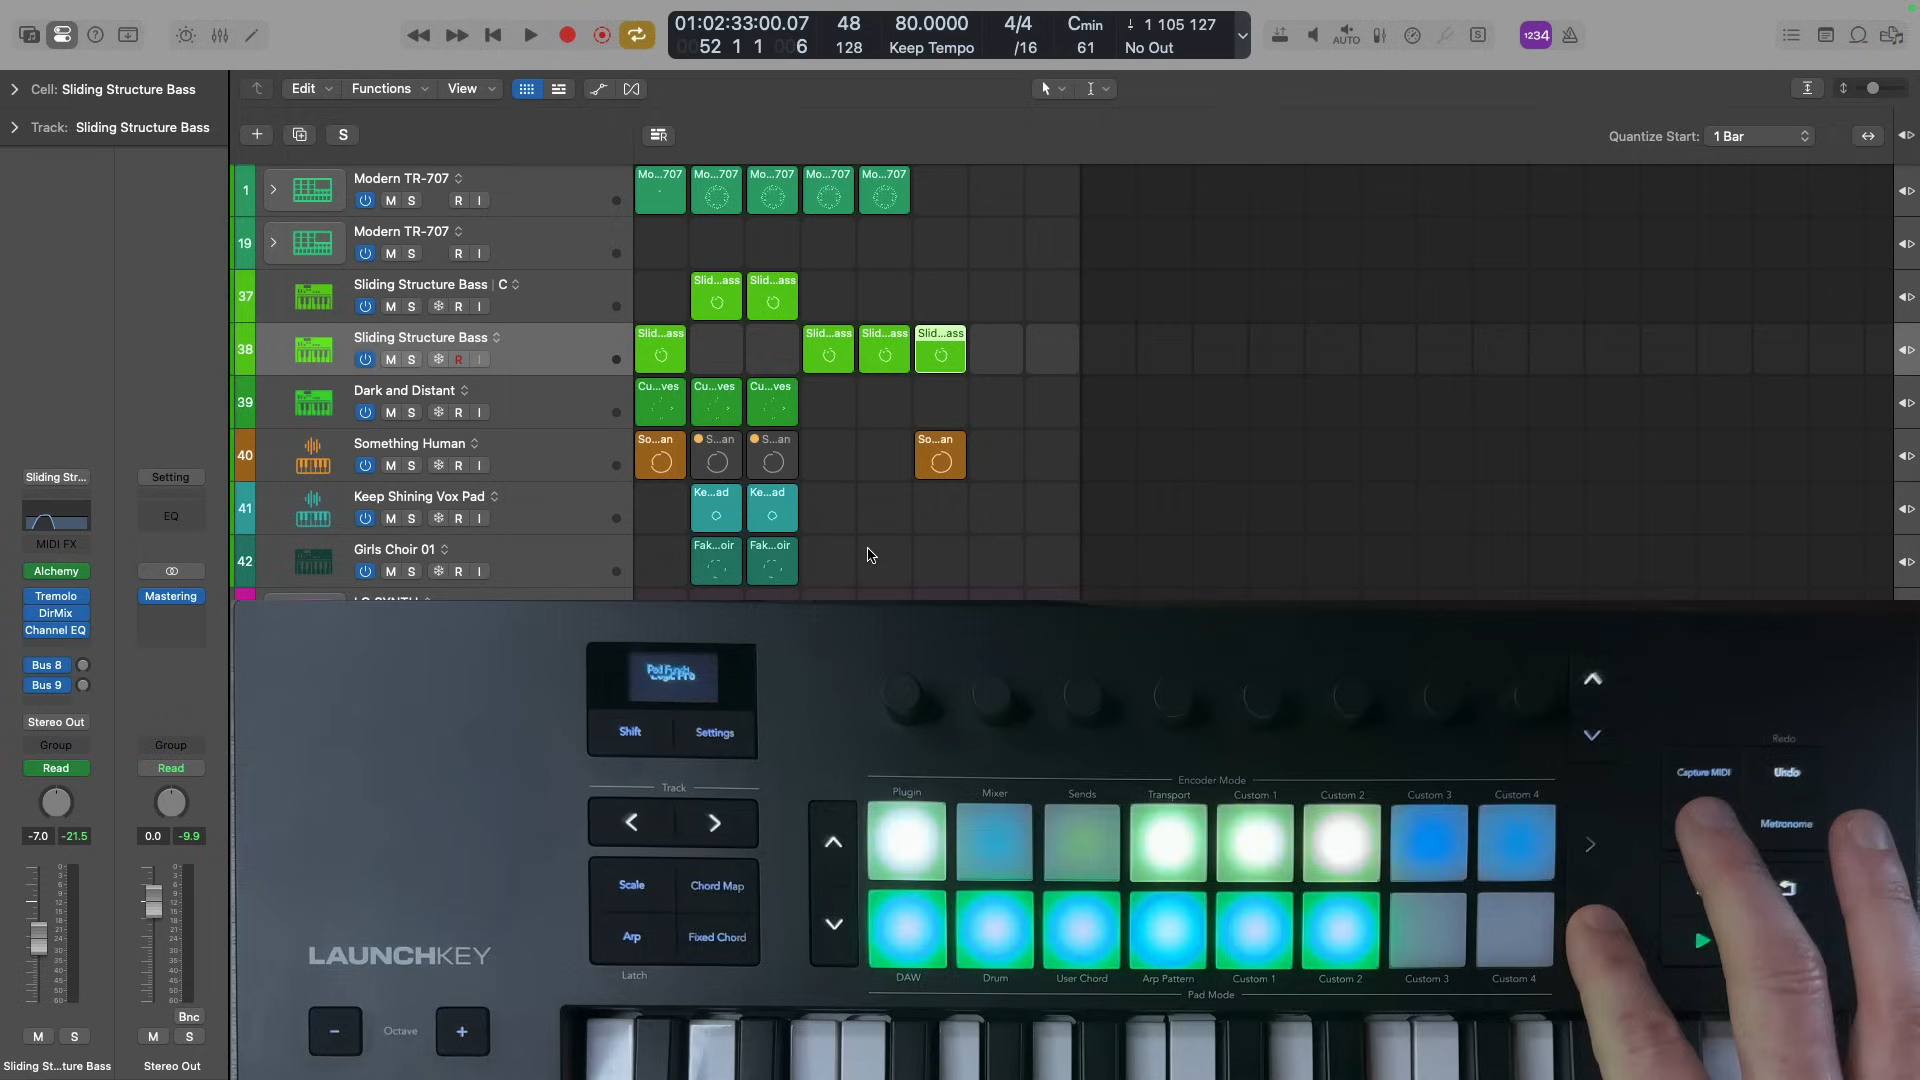 01:02:33:00.07
52 1 1 6
48
128
80.0000
Keep Tempo
4/4
/16
Cmin
61
1 105 127
No Out
AUTO
S
1234
Cell: Sliding Structure Bass
Track: Sliding Structure Bass
Edit
Functions
View
S
Quantize Start: 1 Bar
1
Modern TR-707
M S R I
Mo...707
Mo...707
Mo...707
Mo...707
Mo...707
19
Modern TR-707
M S R I
37
Sliding Structure Bass | C
M S R I
Slid...ass
Slid...ass
38
Sliding Structure Bass
M S R I
Slid...ass
Slid...ass
Slid...ass
Slid...ass
39
Dark and Distant
M S R I
Cu...ves
Cu...ves
Cu...ves
40
Something Human
M S R I
So...an
S...an
S...an
So...an
41
Keep Shining Vox Pad
M S R I
Ke...ad
Ke...ad
42
Girls Choir 01
M S R I
Fak...oir
Fak...oir
Sliding Str...
Setting
EQ
MIDI FX
Alchemy
Tremolo
Mastering
DirMix
Channel EQ
Bus 8
Bus 9
Stereo Out
Group
Group
Read
Read
-7.0 -21.5
0.0 -9.9
Bnc
M S
M S
Sliding St...ture Bass
Stereo Out
Shift
Settings
Track
Scale
Chord Map
Arp
Fixed Chord
Latch
LAUNCHKEY
Octave
Encoder Mode
Plugin
Mixer
Sends
Transport
Custom 1
Custom 2
Custom 3
Custom 4
DAW
Drum
User Chord
Arp Pattern
Custom 1
Custom 2
Custom 3
Custom 4
Pad Mode
Redo
Capture MIDI
Undo
Metronome